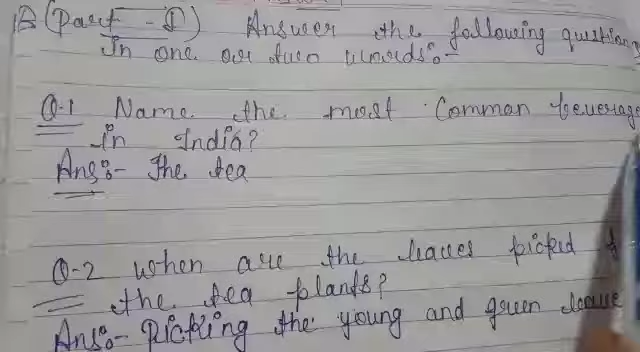 B (Part - I) Answer the following questions
In one or two words:-
Q.1 Name the most Common beverage
in India?
Ans:- The tea
Q-2 When are the leaves picked
the tea plants?
Ans:- Picking the young and green leave